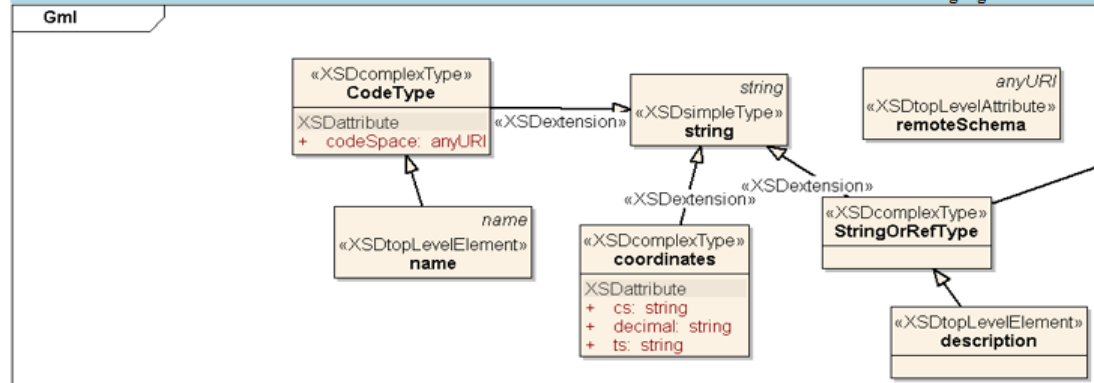 Gml
«XSDcomplexType»
CodeType
XSDattribute
+ codeSpace: anyURI
«XSDextension»
string
«XSDsimpleType»
string
anyURI
«XSDtopLevelAttribute»
remoteSchema
name
«XSDtopLevelElement»
name
«XSDextension»
«XSDcomplexType»
coordinates
XSDattribute
+ cs: string
+ decimal: string
+ ts: string
«XSDextension»
«XSDcomplexType»
StringOrRefType
«XSDtopLevelElement»
description